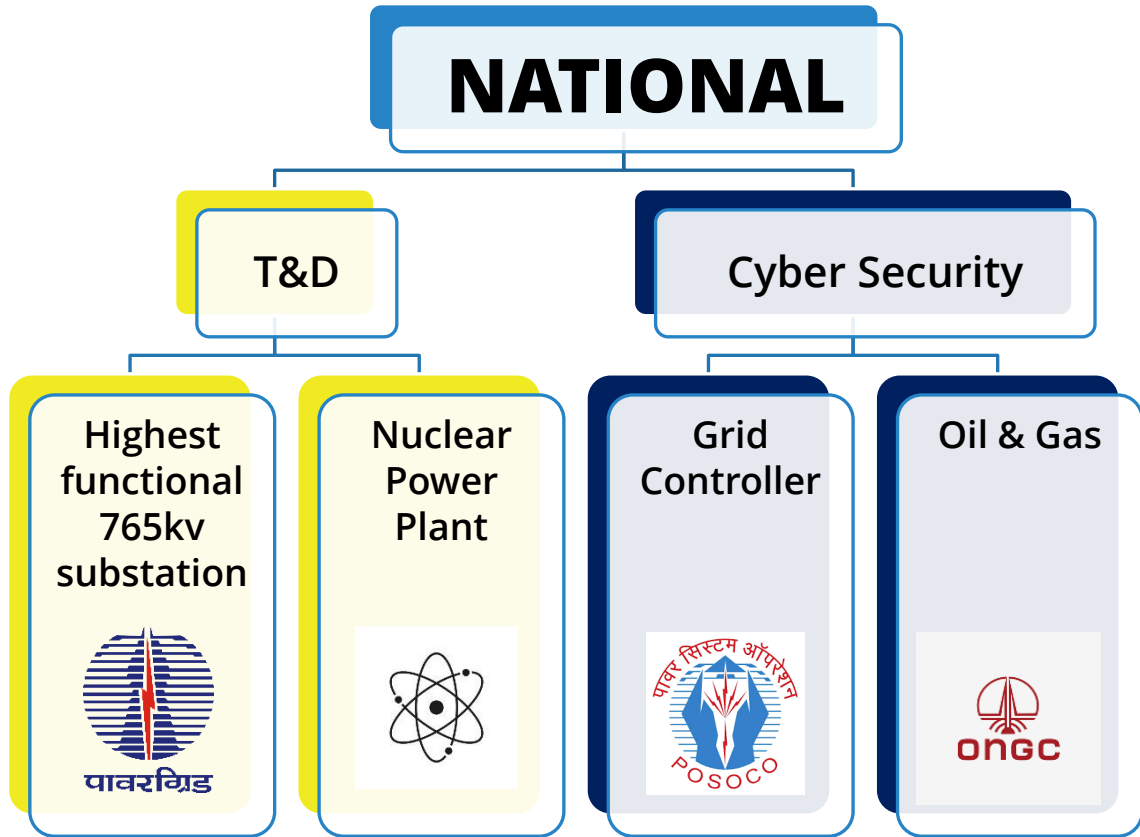 NATIONAL
T&D
Cyber Security
Highest
functional
765kv
substation
पावरग्रिड
Nuclear
Power
Plant
Grid
Controller
पावर सिस्टम ऑपरेशन
POSOCO
Oil & Gas
ONGC